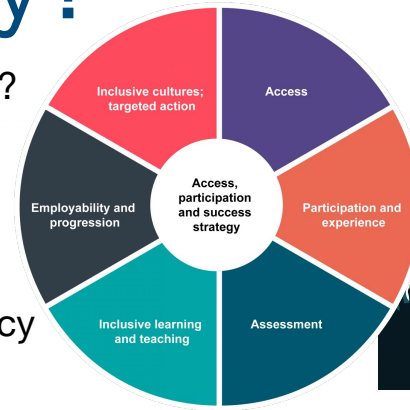 y ?
?
Inclusive cultures;
targeted action
Access
Employability and
progression
Access,
participation
and success
strategy
Participation and
experience
cy
Inclusive learning
and teaching
Assessment